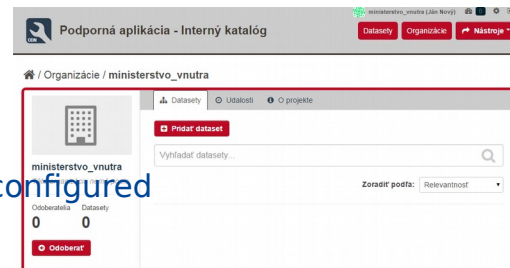 ministerstvo_vnutra (Ján Nový)
ODN
Podporná aplikácia - Interný katalóg
Datasety
Organizácie
Nástroje
/ Organizácie / ministerstvo_vnutra
Datasety
Udalosti
O projekte
Pridať dataset
Vyhľadať datasety...
ministerstvo_vnutra
configured
Zoradiť podľa:
Relevantnosť
Odoberatelia
Datasety
0
0
Odoberať